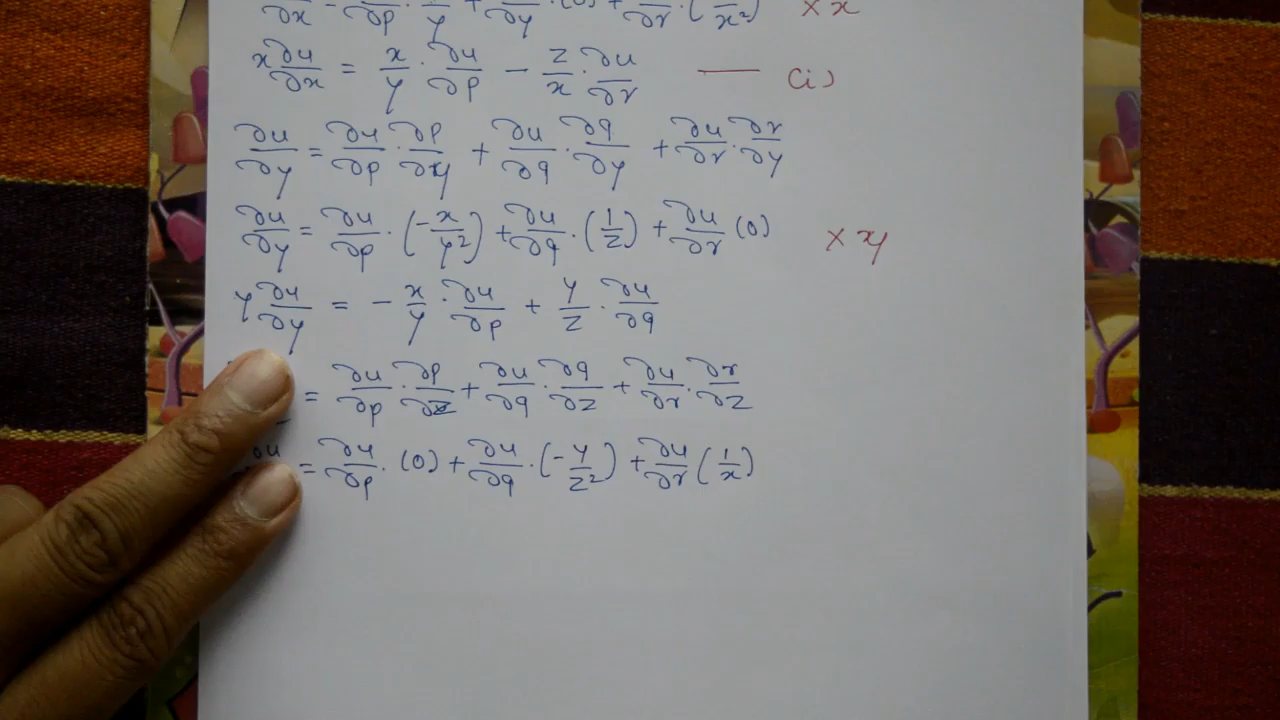 x ∂u/∂x = x/y · ∂u/∂p − z/x · ∂u/∂r —— (i)
∂u/∂y = ∂u/∂p · ∂p/∂y + ∂u/∂q · ∂q/∂y + ∂u/∂r · ∂r/∂y
∂u/∂y = ∂u/∂p · (−x/y²) + ∂u/∂q · (1/z) + ∂u/∂r (0) × y
y ∂u/∂y = − x/y · ∂u/∂p + y/z · ∂u/∂q
= ∂u/∂p · ∂p/∂z + ∂u/∂q · ∂q/∂z + ∂u/∂r · ∂r/∂z
∂u = ∂u/∂p · (0) + ∂u/∂q · (−y/z²) + ∂u/∂r (1/x)